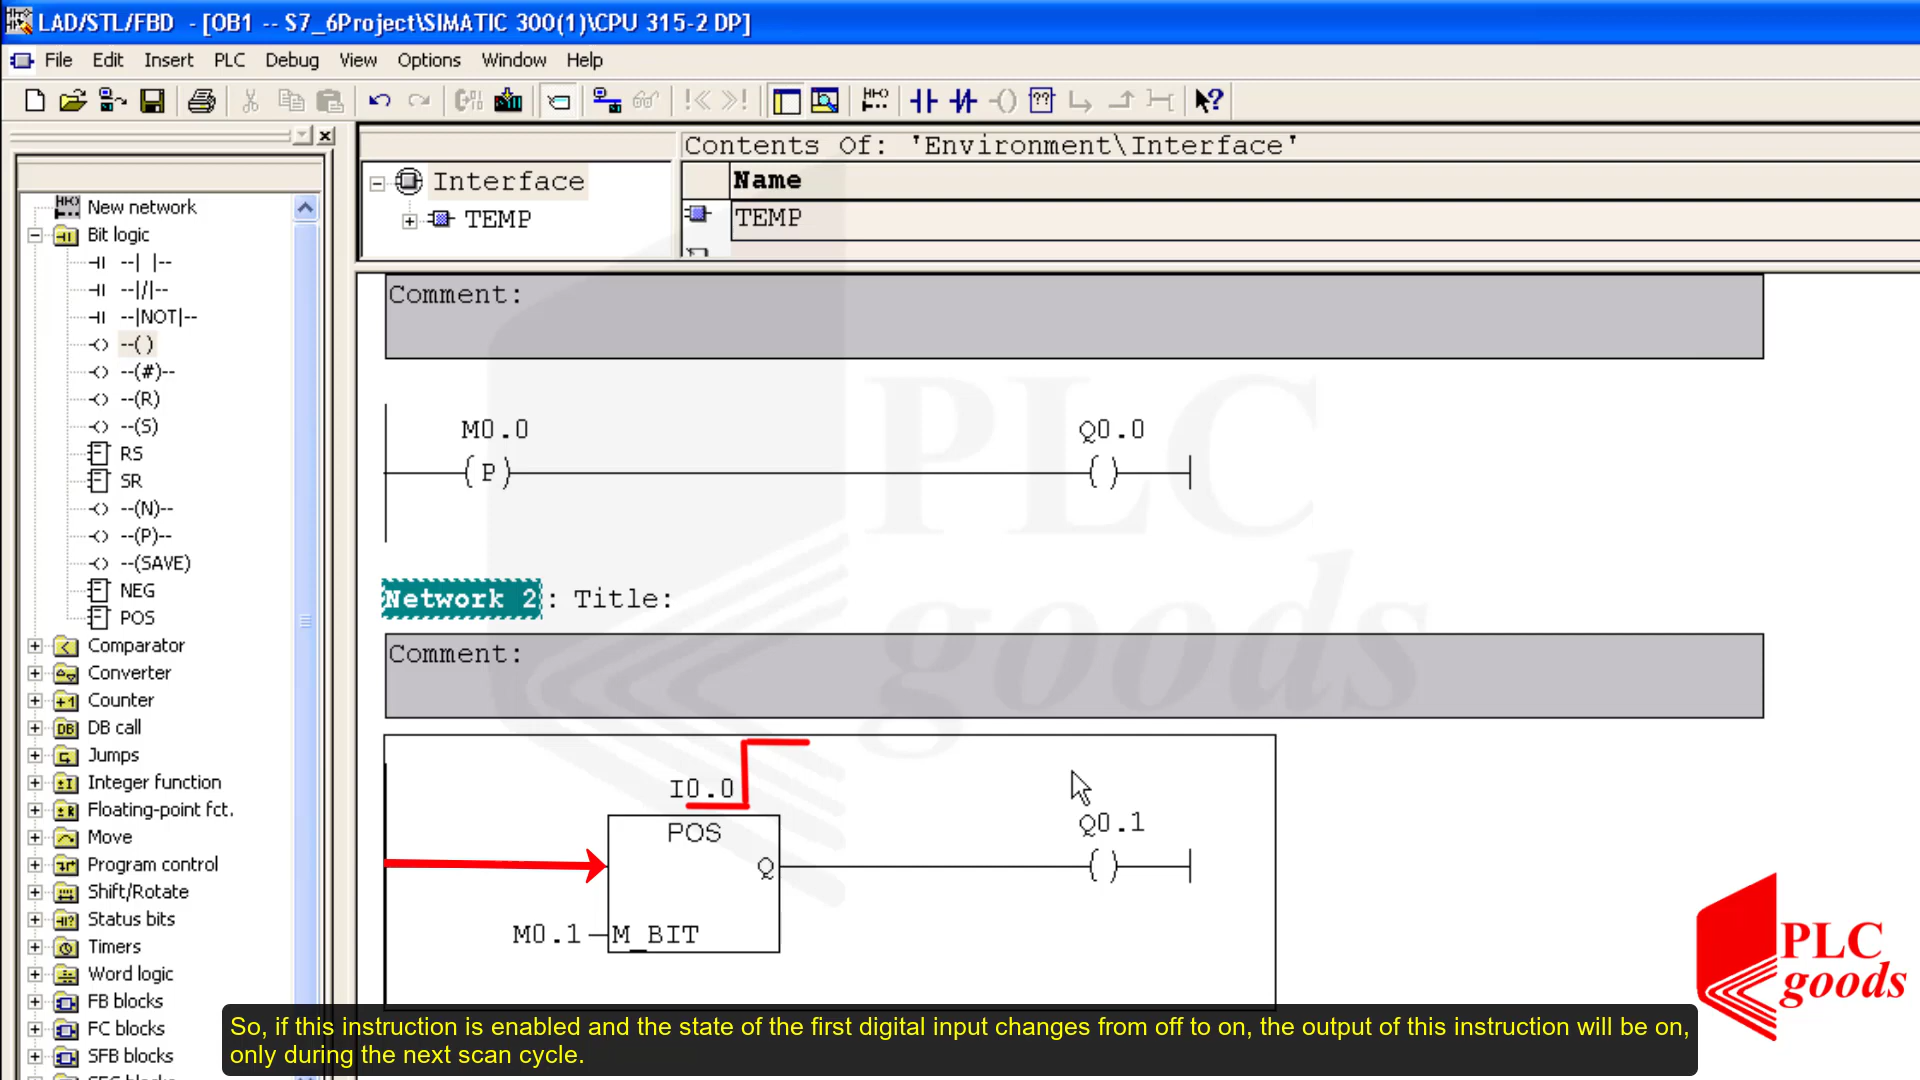 LAD/STL/FBD - [OB1 -- S7_6Project\SIMATIC 300(1)\CPU 315-2 DP]
File Edit Insert PLC Debug View Options Window Help
Contents Of: 'Environment\Interface'
Interface
Name
TEMP
TEMP
New network
Bit logic
--| |--
--|/|--
--|NOT|--
--( )
--(#)--
--(R)
--(S)
RS
SR
--(N)--
--(P)--
--(SAVE)
NEG
POS
Comparator
Converter
Counter
DB call
Jumps
Integer function
Floating-point fct.
Move
Program control
Shift/Rotate
Status bits
Timers
Word logic
FB blocks
FC blocks
SFB blocks
Comment:
M0.0
Q0.0
(P)
( )
Network 2: Title:
Comment:
I0.0
POS
Q0.1
Q
( )
M0.1
M_BIT
PLC
goods
PLC
goods
So, if this instruction is enabled and the state of the first digital input changes from off to on, the output of this instruction will be on,
only during the next scan cycle.